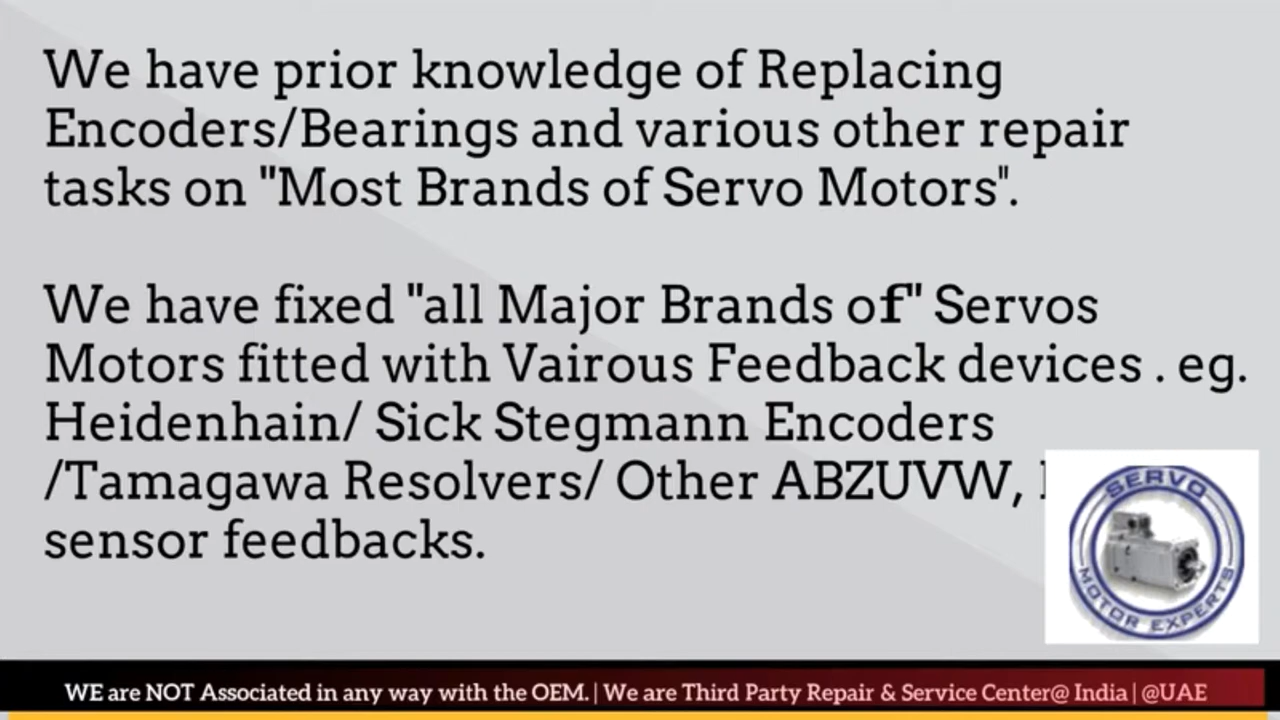 We have prior knowledge of Replacing
Encoders/Bearings and various other repair
tasks on "Most Brands of Servo Motors".
We have fixed "all Major Brands of" Servos
Motors fitted with Vairous Feedback devices . eg.
Heidenhain/ Sick Stegmann Encoders
/Tamagawa Resolvers/ Other ABZUVW,
sensor feedbacks.
SERVO
MOTOR EXPERTS
WE are NOT Associated in any way with the OEM. | We are Third Party Repair & Service Center@ India | @UAE